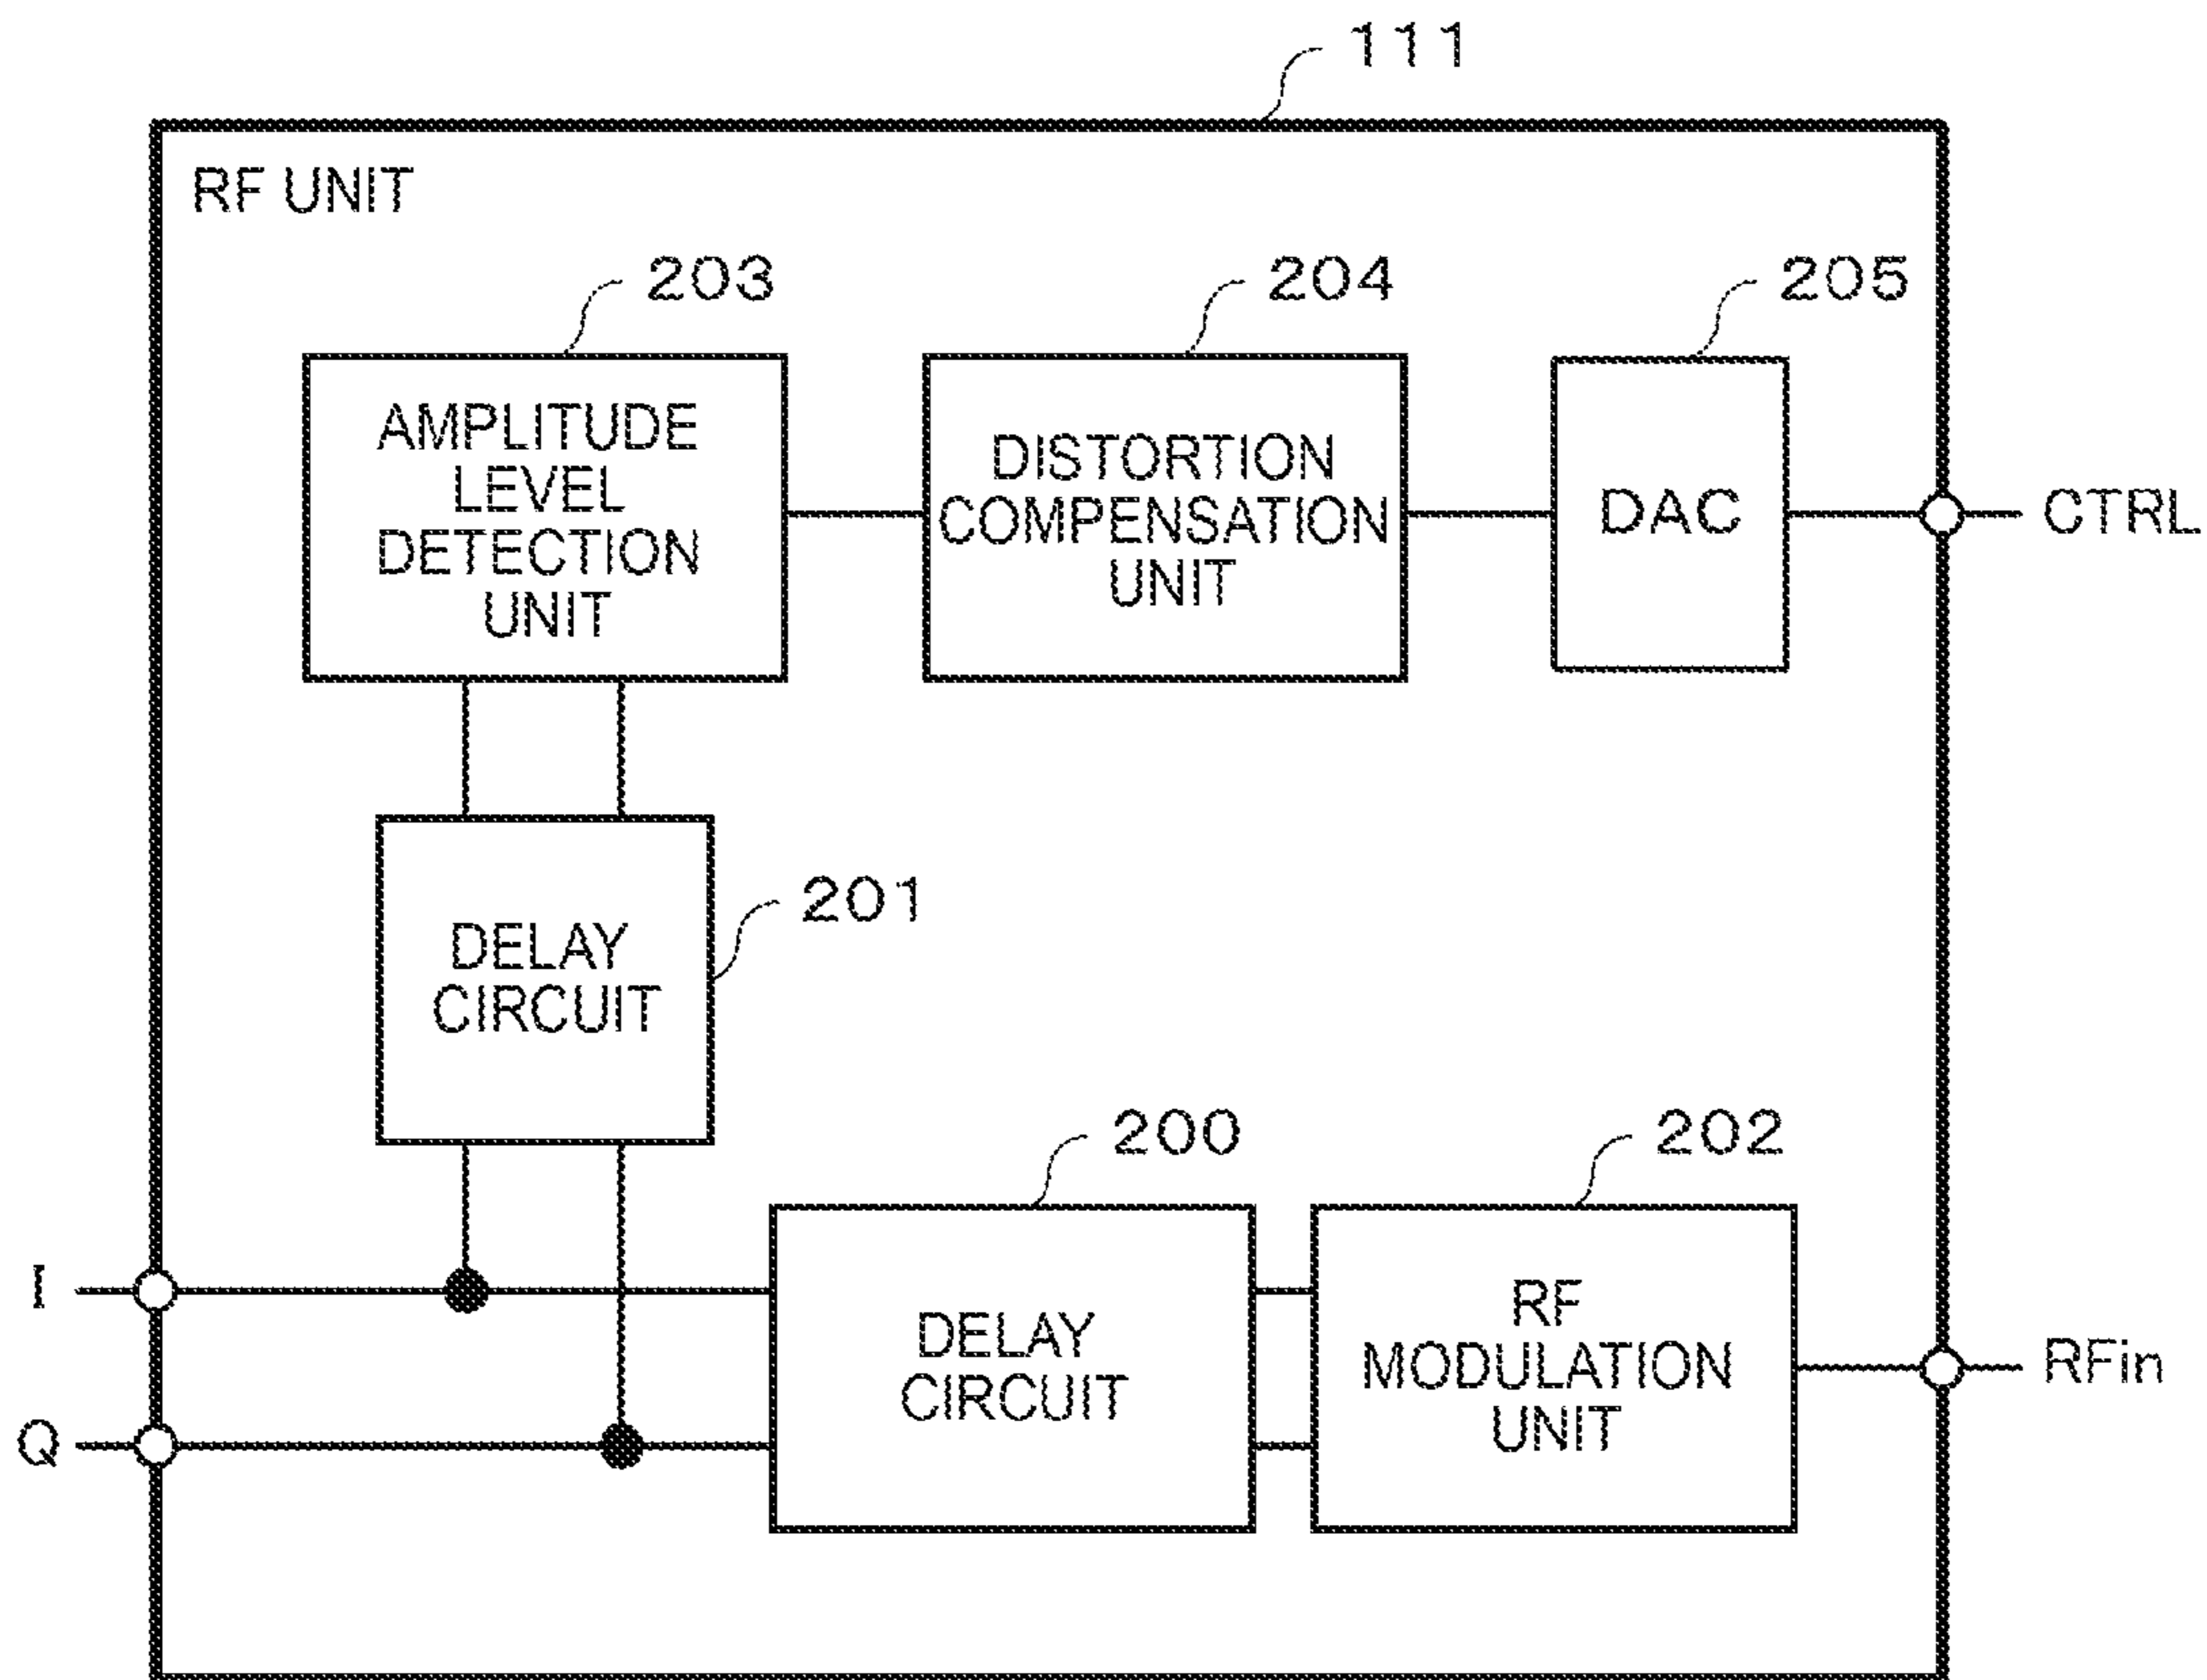 111
RF UNIT
203
204
205
AMPLITUDE
LEVEL
DETECTION
UNIT
DISTORTION
COMPENSATION
UNIT
DAC
CTRL
201
DELAY
CIRCUIT
200
202
I
Q
DELAY
CIRCUIT
RF
MODULATION
UNIT
RFin